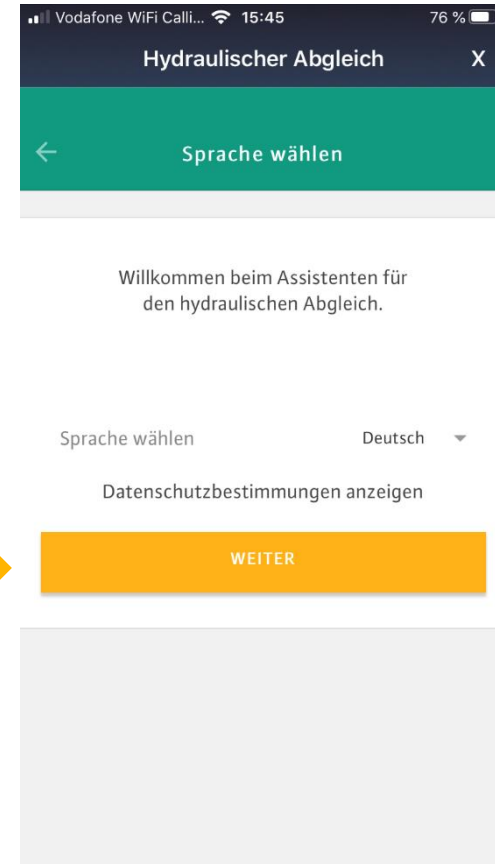 Vodafone WiFi Calli... 15:45 76 %
Hydraulischer Abgleich X
Sprache wählen
Willkommen beim Assistenten für
den hydraulischen Abgleich.
Sprache wählen Deutsch
Datenschutzbestimmungen anzeigen
WEITER